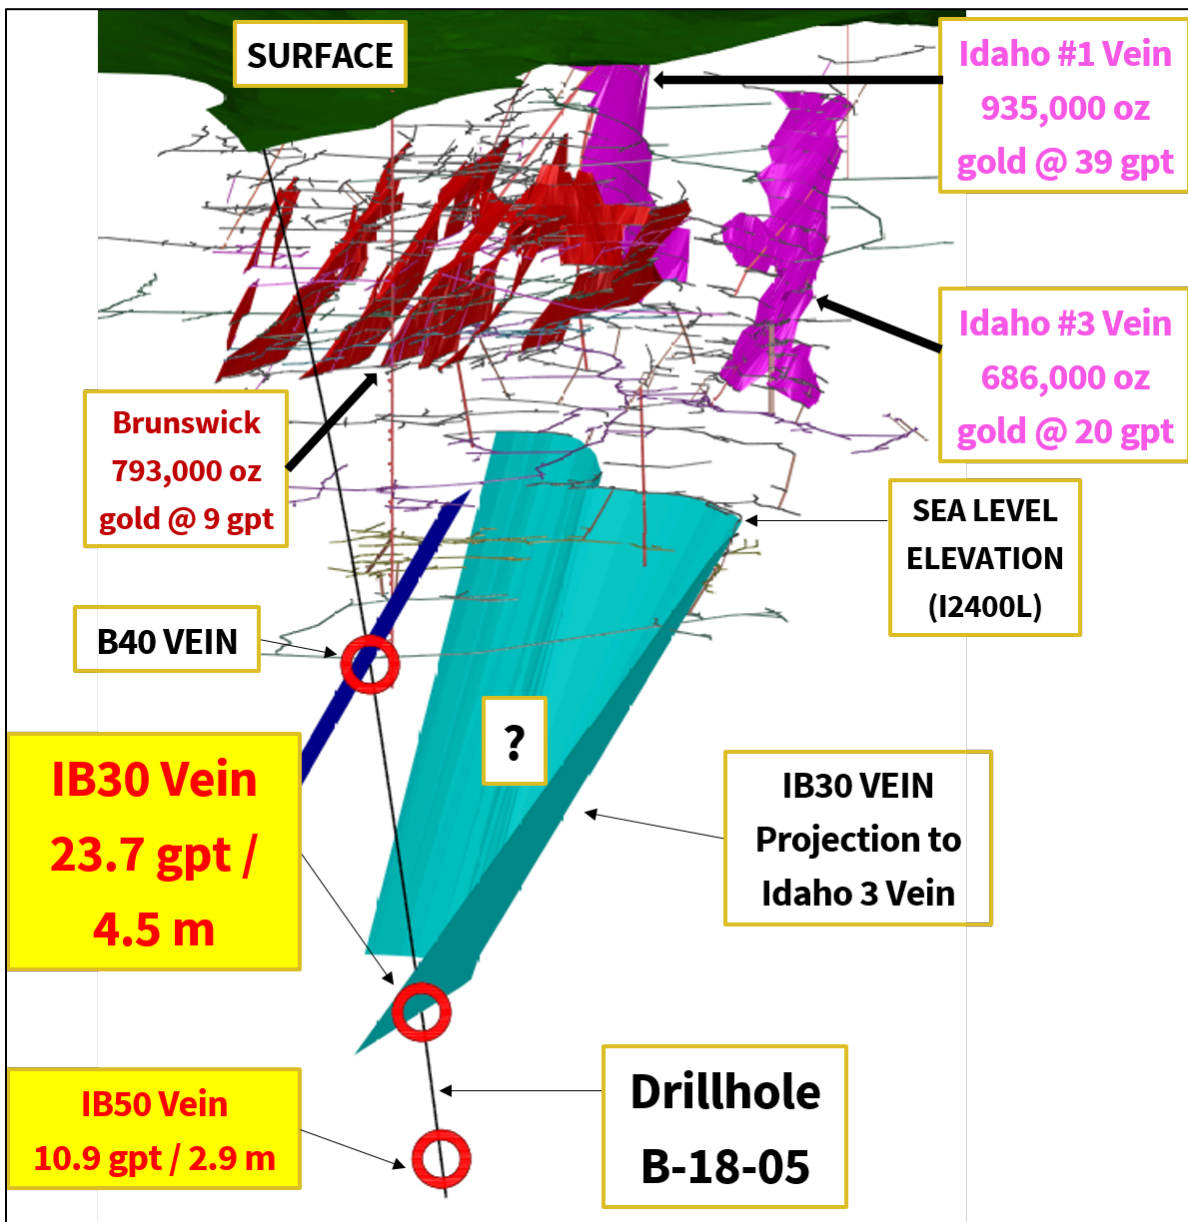 SURFACE
Idaho #1 Vein
935,000 oz
gold @ 39 gpt
Idaho #3 Vein
686,000 oz
gold @ 20 gpt
Brunswick
793,000 oz
gold @ 9 gpt
SEA LEVEL
ELEVATION
(I2400L)
B40 VEIN
?
IB30 Vein
23.7 gpt /
4.5 m
IB30 VEIN
Projection to
Idaho 3 Vein
IB50 Vein
10.9 gpt / 2.9 m
Drillhole
B-18-05